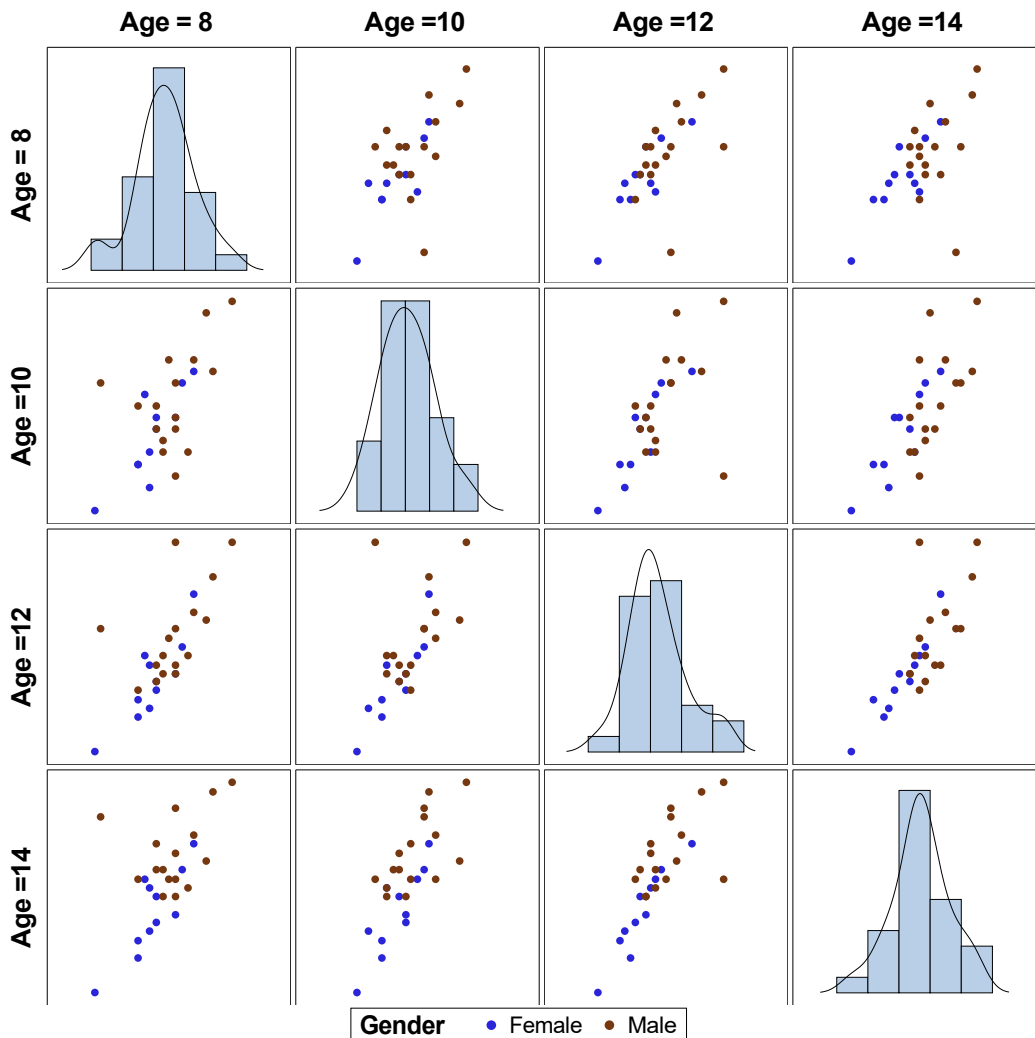 Age = 8 Age =10 Age =12 Age =14
Age = 8
Age =10
Age =12
Age =14
Gender Female Male